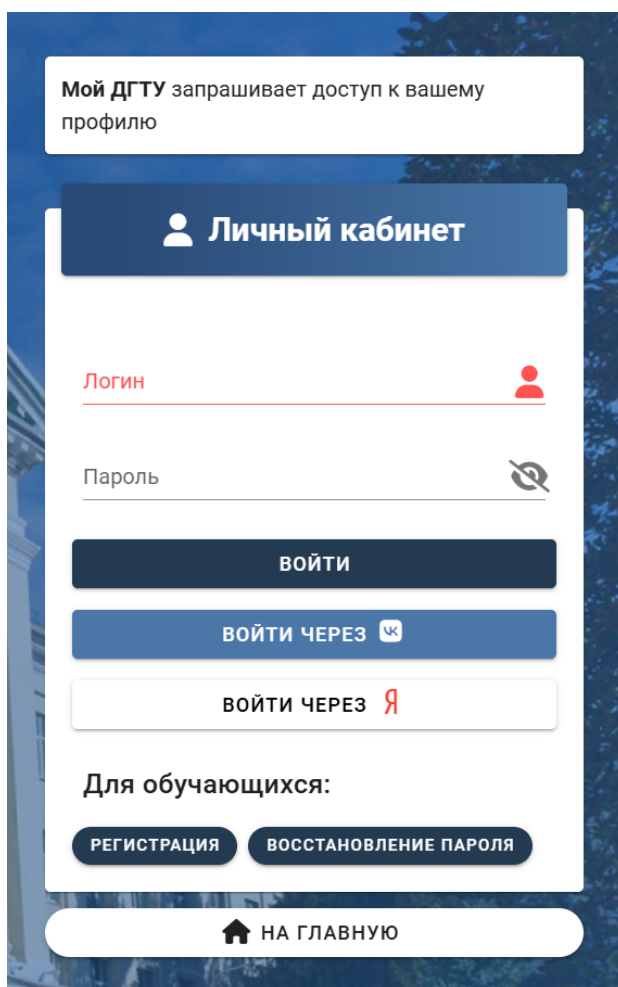 Мой ДГТУ запрашивает доступ к вашему
профилю
Личный кабинет
Логин
Пароль
ВОЙТИ
ВОЙТИ ЧЕРЕЗ
ВОЙТИ ЧЕРЕЗ Я
Для обучающихся:
РЕГИСТРАЦИЯ
ВОССТАНОВЛЕНИЕ ПАРОЛЯ
НА ГЛАВНУЮ